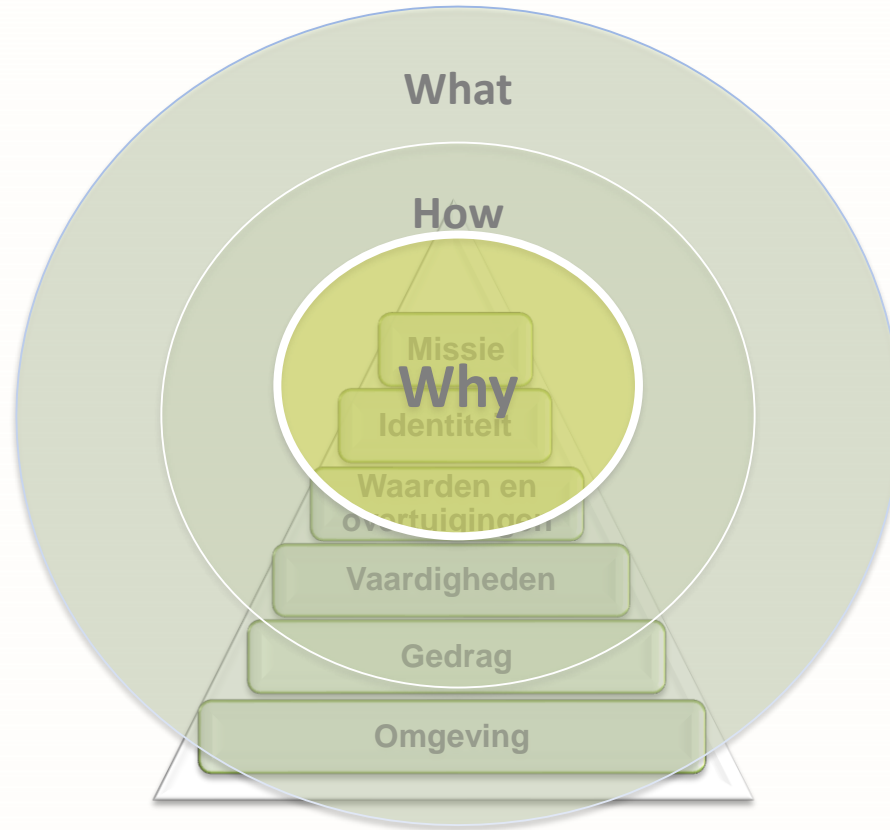 What
How
Missie
Why
Identiteit
Waarden en
overtuigingen
Vaardigheden
Gedrag
Omgeving